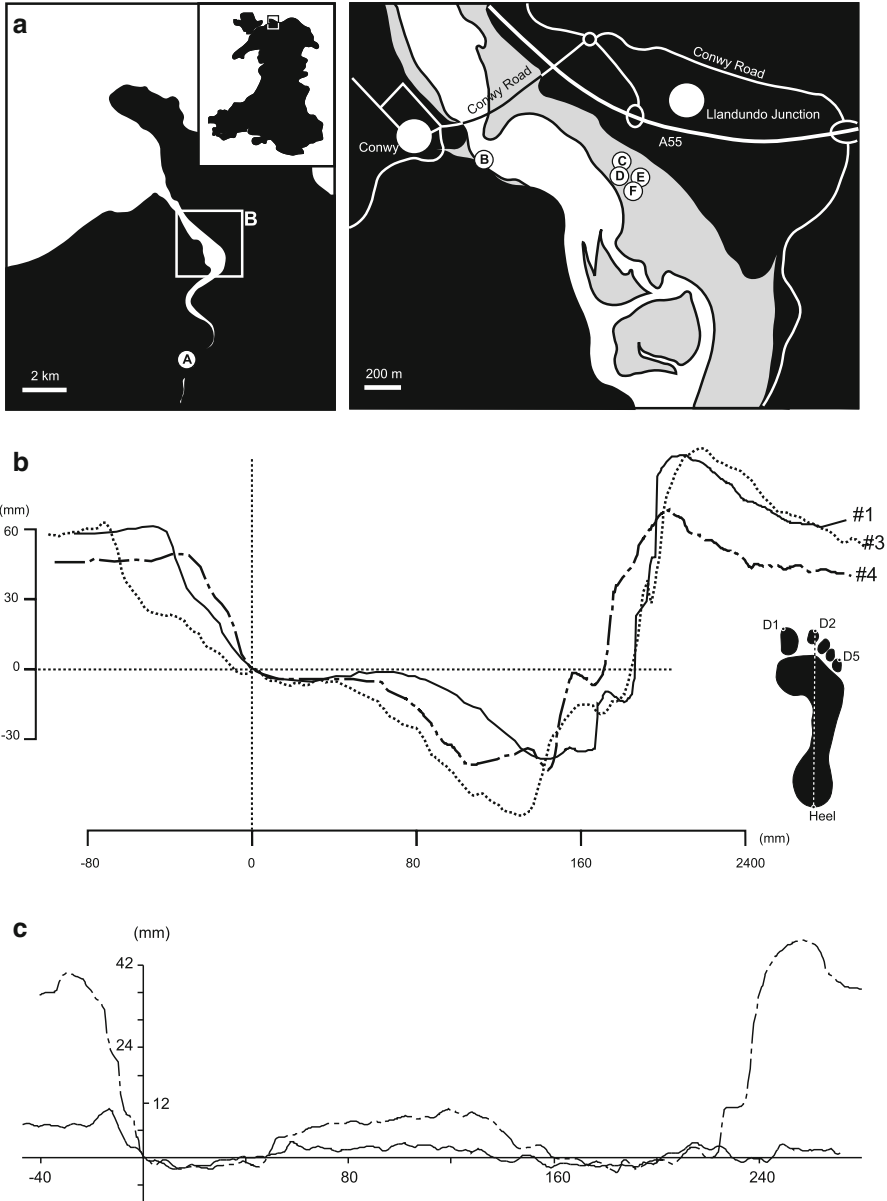 a
B
A
2 km
Conwy Road
Conwy Road
Llandundo Junction
A55
Conwy
B
C
D
E
F
200 m
b
(mm)
60
30
0
-30
#1
#3
#4
D1
D2
D5
Heel
(mm)
-80
0
80
160
2400
c
(mm)
42
24
12
-40
80
160
240